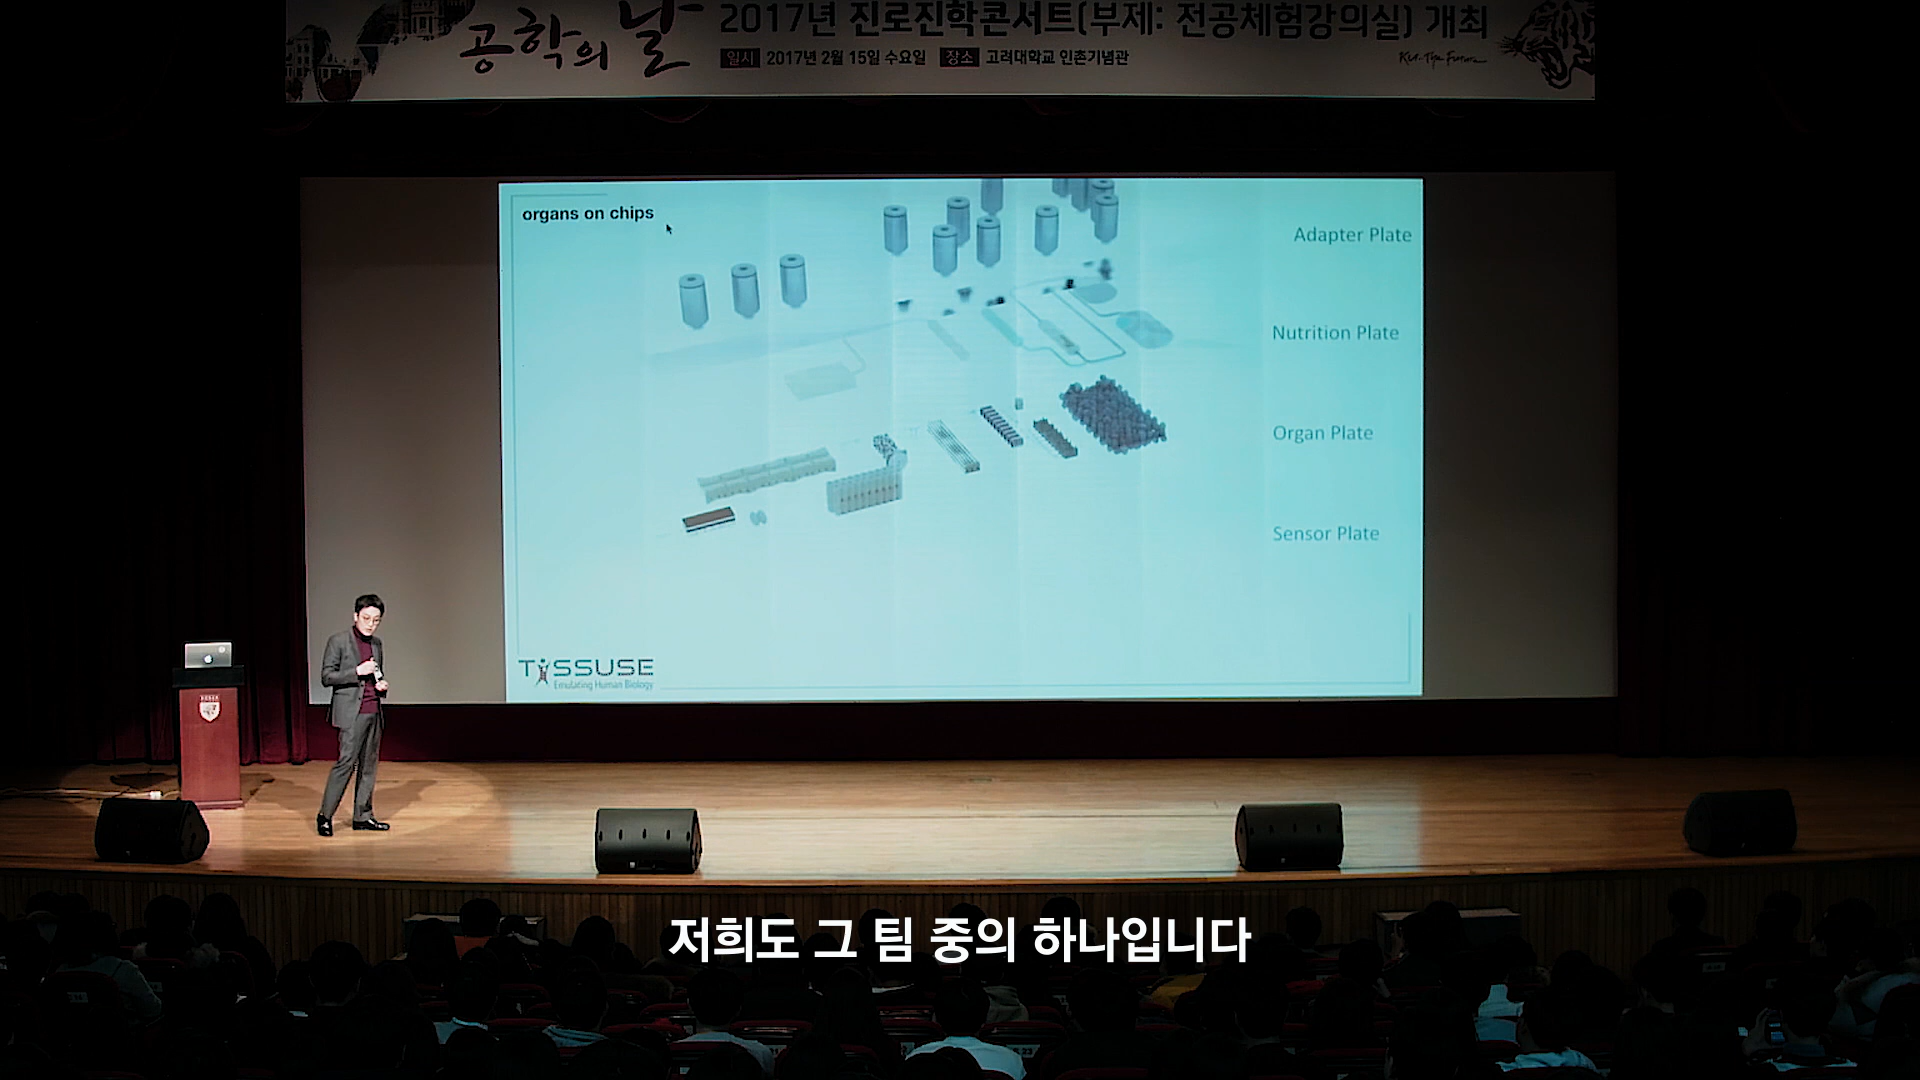 공학의 날
2017년 진로진학콘서트(부제: 전공체험강의실) 개최
일시 2017년 2월 15일 수요일 장소 고려대학교 인촌기념관
organs on chips
Adapter Plate
Nutrition Plate
Organ Plate
Sensor Plate
TISSUSE
Emulating Human Biology
저희도 그 팀 중의 하나입니다